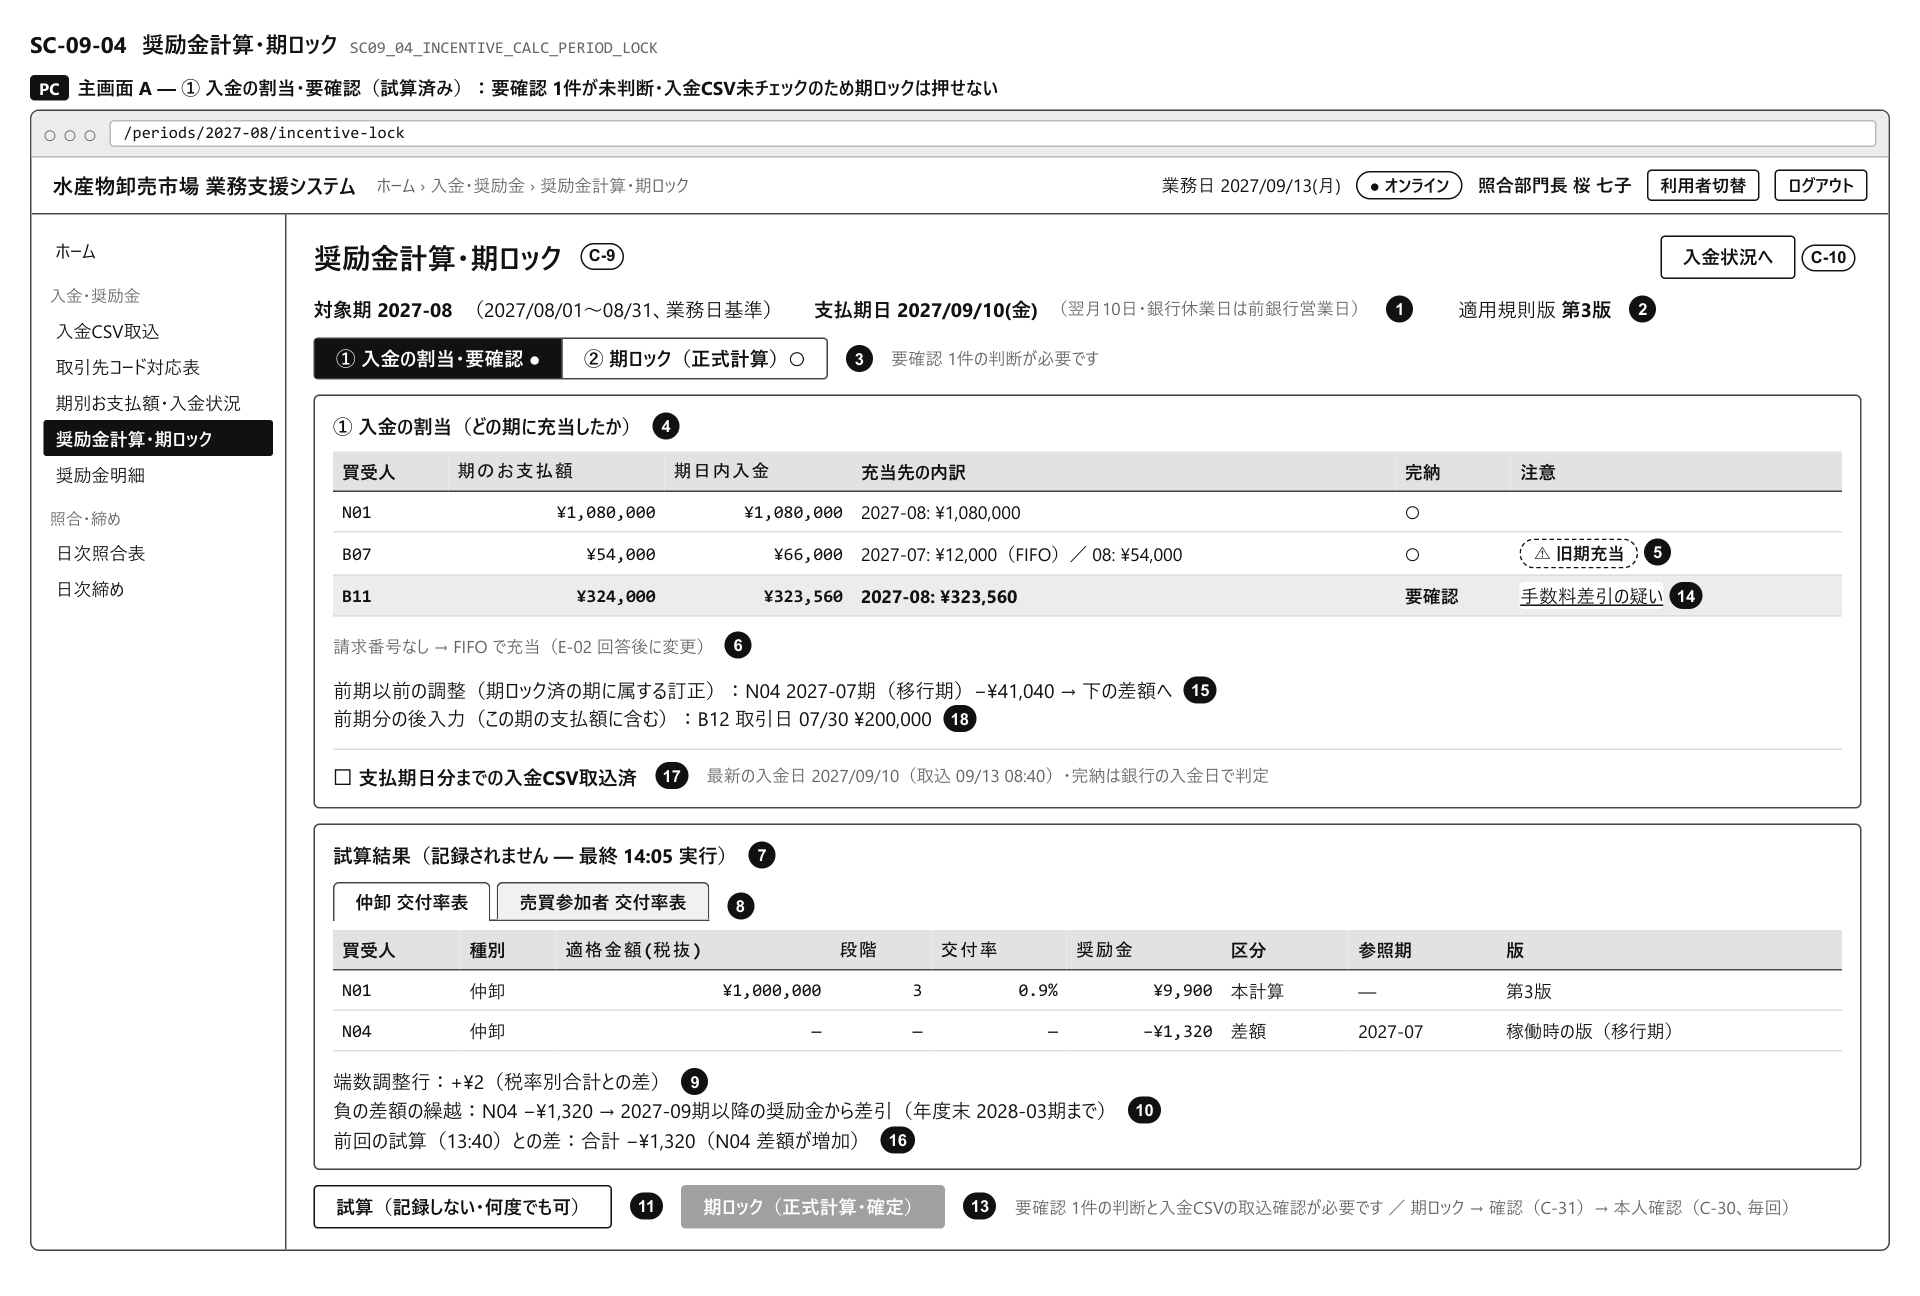 SC-09-04 奨励金計算・期ロック SC09_04_INCENTIVE_CALC_PERIOD_LOCK
PC 主画面 A — ① 入金の割当・要確認（試算済み）：要確認 1件が未判断・入金CSV未チェックのため期ロックは押せない
/periods/2027-08/incentive-lock
水産物卸売市場 業務支援システム ホーム › 入金・奨励金 › 奨励金計算・期ロック 業務日 2027/09/13(月) ● オンライン 照合部門長 桜 七子 利用者切替 ログアウト
ホーム
入金・奨励金
入金CSV取込
取引先コード対応表
期別お支払額・入金状況
奨励金計算・期ロック
奨励金明細
照合・締め
日次照合表
日次締め
奨励金計算・期ロック C-9 入金状況へ C-10
対象期 2027-08 （2027/08/01〜08/31、業務日基準） 支払期日 2027/09/10(金) （翌月10日・銀行休業日は前銀行営業日） 1 適用規則版 第3版 2
① 入金の割当・要確認 ● ② 期ロック（正式計算）○ 3 要確認 1件の判断が必要です
① 入金の割当（どの期に充当したか） 4
買受人 期のお支払額 期日内入金 充当先の内訳 完納 注意
N01 ¥1,080,000 ¥1,080,000 2027-08: ¥1,080,000 ○
B07 ¥54,000 ¥66,000 2027-07: ¥12,000（FIFO）／ 08: ¥54,000 ○ ⚠ 旧期充当 5
B11 ¥324,000 ¥323,560 2027-08: ¥323,560 要確認 手数料差引の疑い 14
請求番号なし → FIFO で充当（E-02 回答後に変更） 6
前期以前の調整（期ロック済の期に属する訂正）：N04 2027-07期（移行期）−¥41,040 → 下の差額へ 15
前期分の後入力（この期の支払額に含む）：B12 取引日 07/30 ¥200,000 18
☐ 支払期日分までの入金CSV取込済 17 最新の入金日 2027/09/10（取込 09/13 08:40）・完納は銀行の入金日で判定
試算結果（記録されません — 最終 14:05 実行） 7
仲卸 交付率表 売買参加者 交付率表 8
買受人 種別 適格金額(税抜) 段階 交付率 奨励金 区分 参照期 版
N01 仲卸 ¥1,000,000 3 0.9% ¥9,900 本計算 — 第3版
N04 仲卸 — — — −¥1,320 差額 2027-07 稼働時の版（移行期）
端数調整行：+¥2（税率別合計との差） 9
負の差額の繰越：N04 −¥1,320 → 2027-09期以降の奨励金から差引（年度末 2028-03期まで） 10
前回の試算（13:40）との差：合計 −¥1,320（N04 差額が増加） 16
試算（記録しない・何度でも可） 11 期ロック（正式計算・確定） 13 要確認 1件の判断と入金CSVの取込確認が必要です ／ 期ロック → 確認（C-31）→ 本人確認（C-30、毎回）